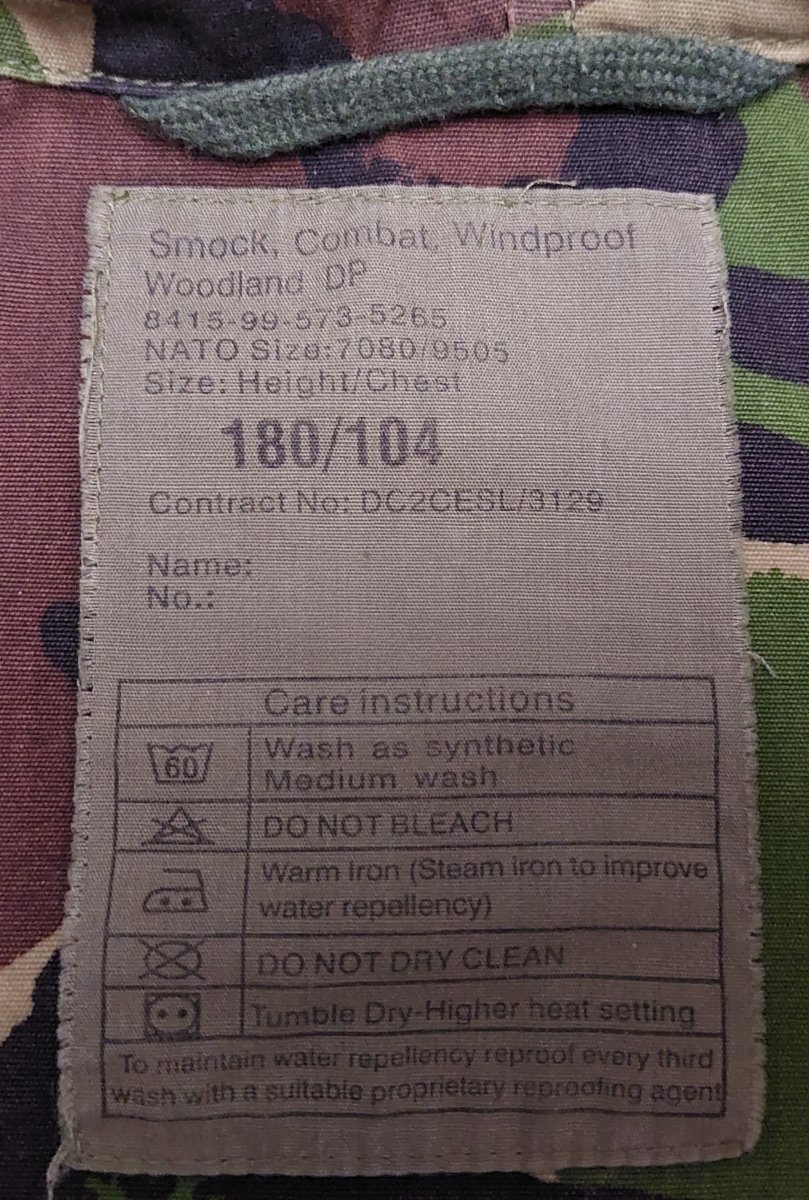 Smock, Combat, Windproof
Woodland DP
8415-99-573-5265
NATO Size:7080/9505
Size: Height/Chest
180/104
Contract No: DC2CESL/3129
Name:
No.:
Care instructions
60
Wash as synthetic
Medium wash
DO NOT BLEACH
Warm Iron (Steam iron to improve
water repellency)
DO NOT DRY CLEAN
Tumble Dry-Higher heat setting
To maintain water repellency reproof every third
wash with a suitable proprietary reproofing agent